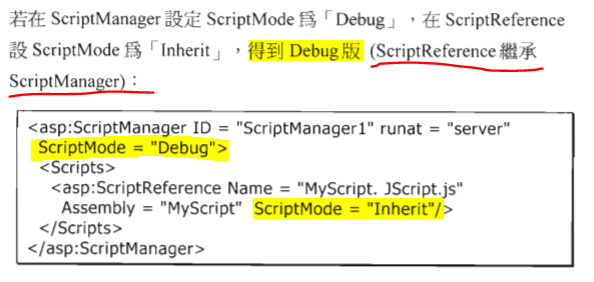 若在 ScriptManager 設定 ScriptMode 為「Debug」，在 ScriptReference
設 ScriptMode 為「Inherit」，得到 Debug 版 (ScriptReference 繼承
ScriptManager)：
<asp:ScriptManager ID = "ScriptManager1" runat = "server"
ScriptMode = "Debug">
<Scripts>
<asp:ScriptReference Name = "MyScript. JScript.js"
Assembly = "MyScript" ScriptMode = "Inherit"/>
</Scripts>
</asp:ScriptManager>